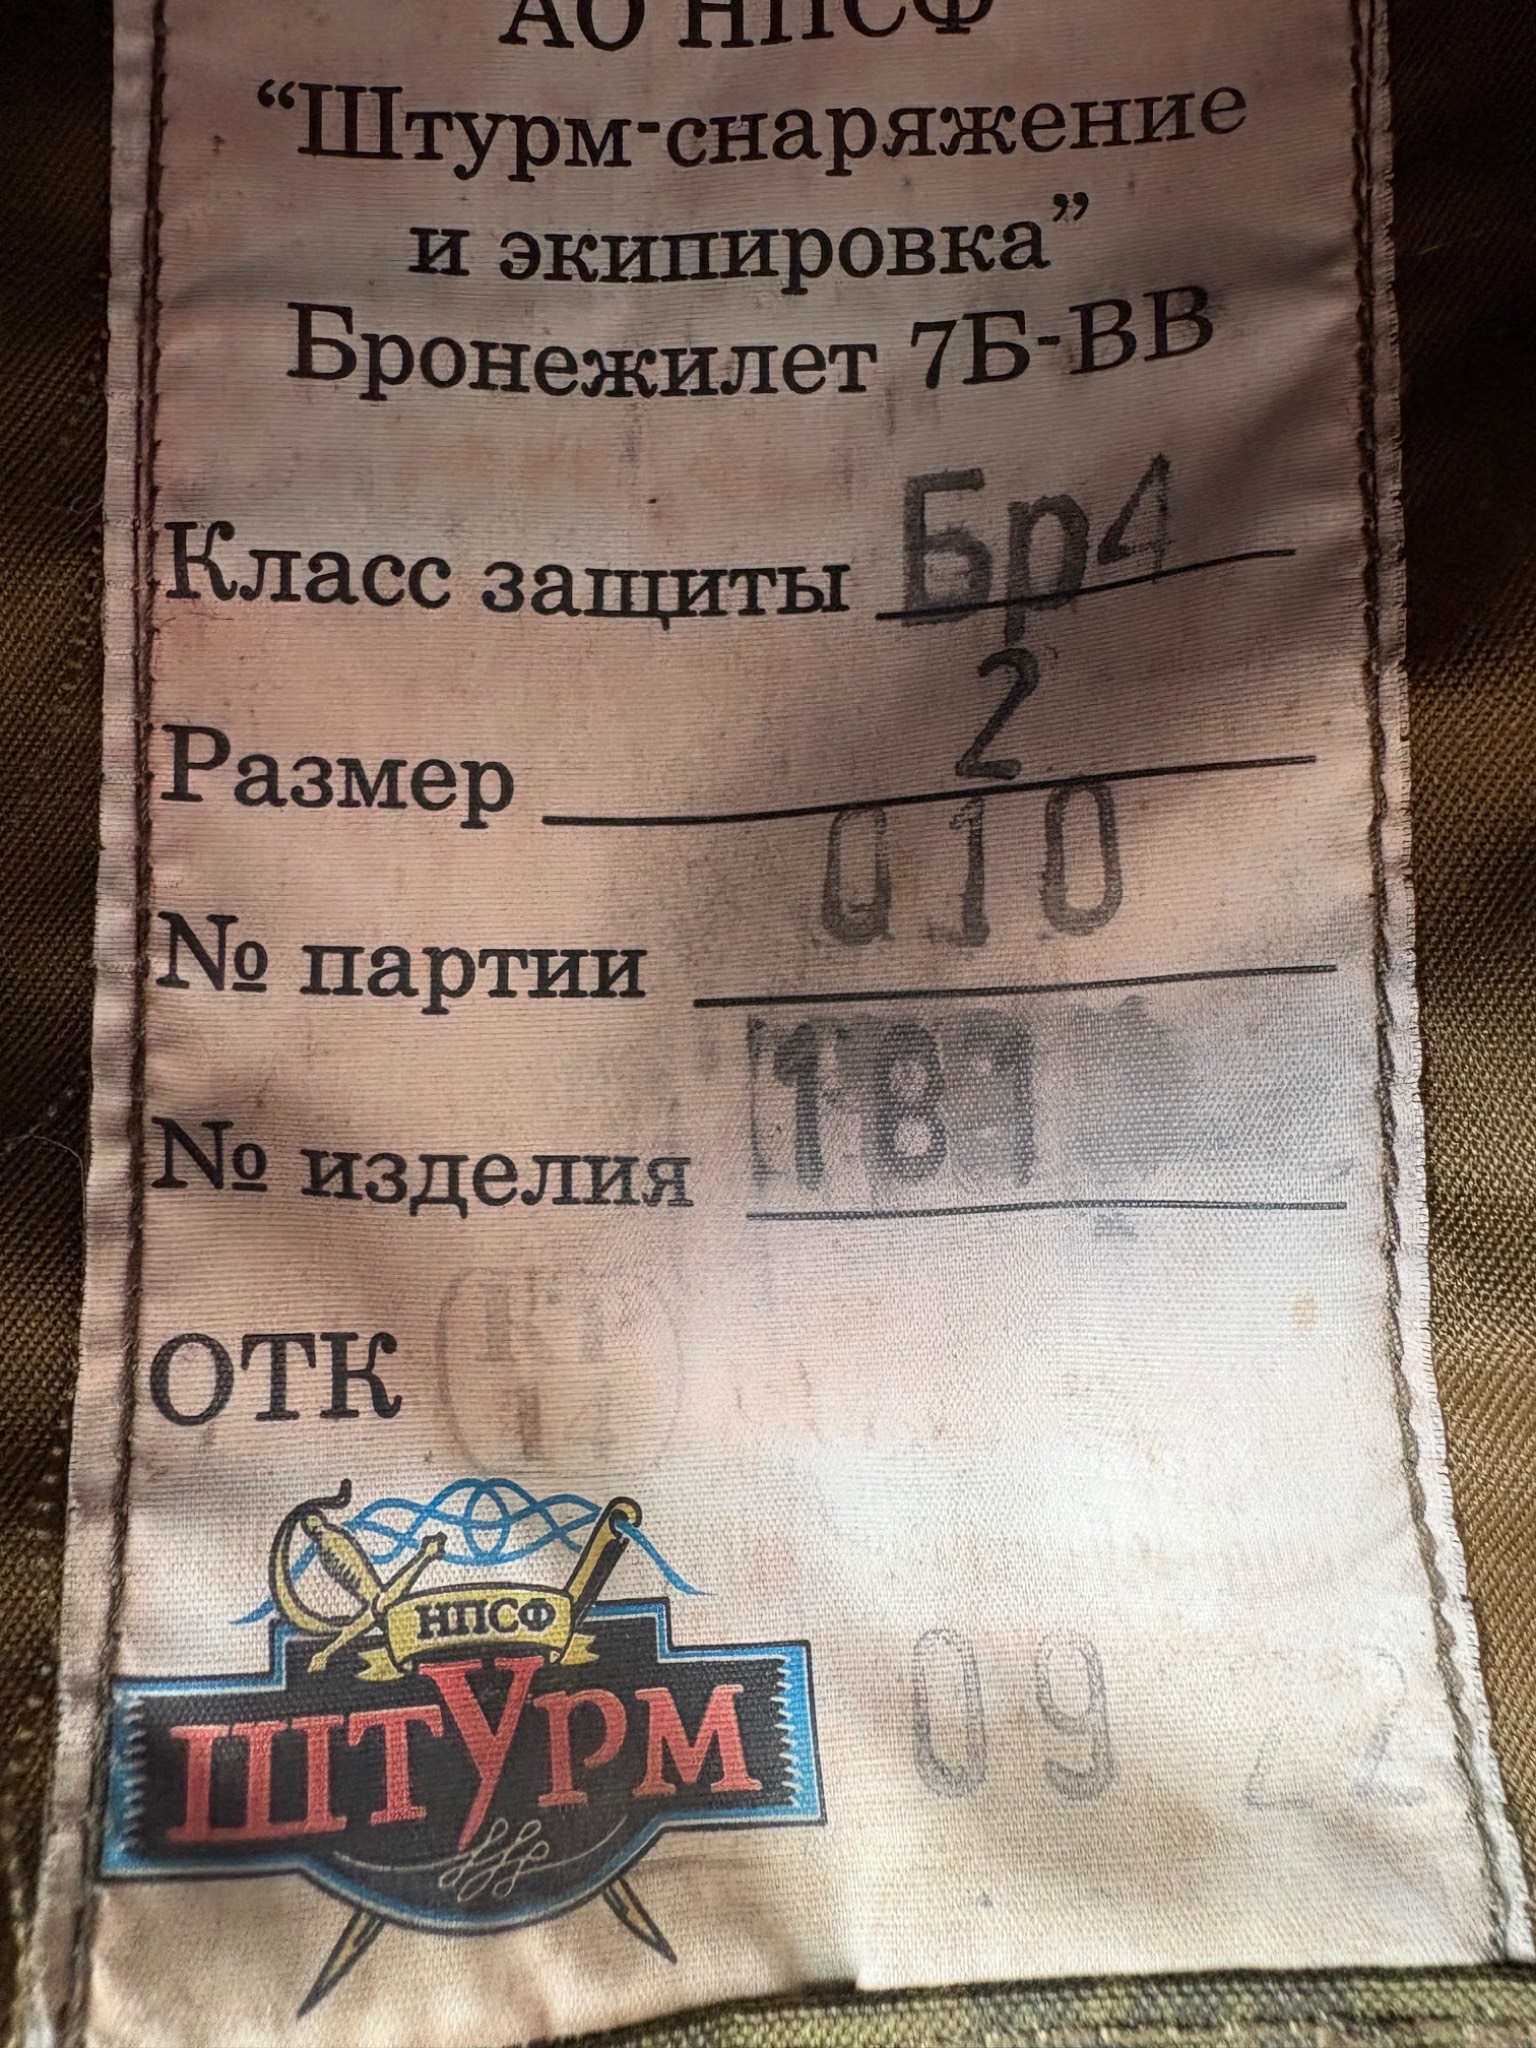 АО НПСФ
“Штурм-снаряжение
и экипировка”
Бронежилет 7Б-ВВ
Класс защиты Бр4
Размер 2
№ партии 010
№ изделия
ОТК
НПСФ
ШТУРМ
09 22